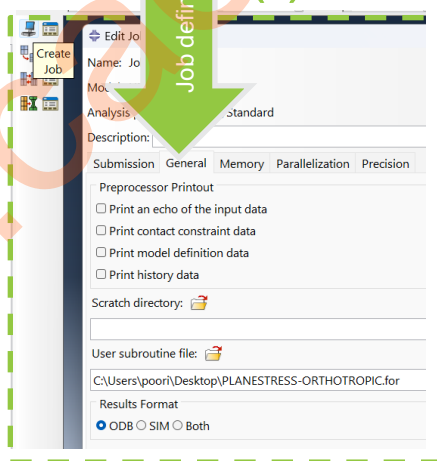 Create
Job
Edit Jo
Name: Jo
Mod
Job defin
Analysis
Standard
Description:
Submission General Memory Parallelization Precision
Preprocessor Printout
Print an echo of the input data
Print contact constraint data
Print model definition data
Print history data
Scratch directory:
User subroutine file:
C:\Users\poori\Desktop\PLANESTRESS-ORTHOTROPIC.for
Results Format
ODB SIM Both